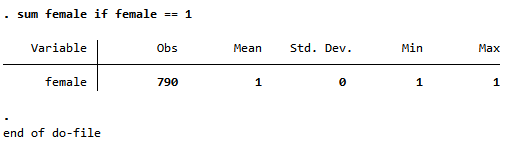 . sum female if female == 1
Variable Obs Mean Std. Dev. Min Max
female 790 1 0 1 1
.
end of do-file